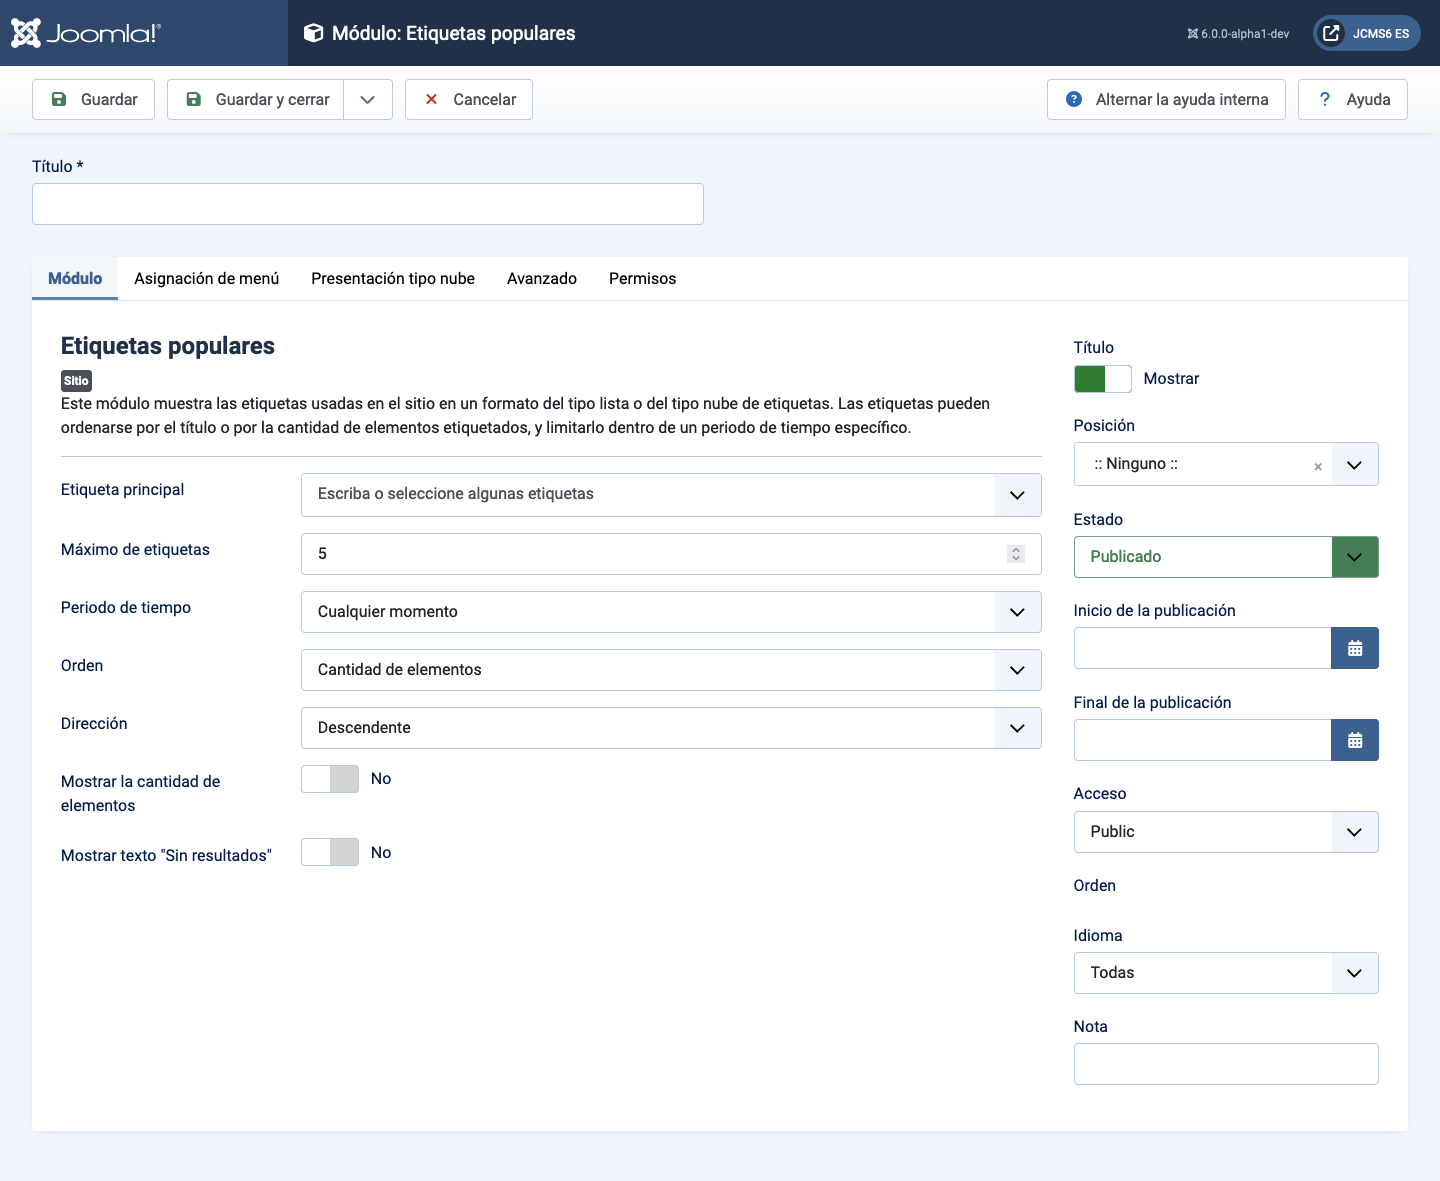 Joomla!®
Módulo: Etiquetas populares
6.0.0-alpha1-dev
JCMS6 ES
Guardar
Guardar y cerrar
Cancelar
Alternar la ayuda interna
? Ayuda
Título *
Módulo
Asignación de menú
Presentación tipo nube
Avanzado
Permisos
Etiquetas populares
Sitio
Este módulo muestra las etiquetas usadas en el sitio en un formato del tipo lista o del tipo nube de etiquetas. Las etiquetas pueden
ordenarse por el título o por la cantidad de elementos etiquetados, y limitarlo dentro de un periodo de tiempo específico.
Etiqueta principal
Escriba o seleccione algunas etiquetas
Máximo de etiquetas
5
Periodo de tiempo
Cualquier momento
Orden
Cantidad de elementos
Dirección
Descendente
Mostrar la cantidad de
elementos
No
Mostrar texto "Sin resultados"
No
Título
Mostrar
Posición
:: Ninguno ::
Estado
Publicado
Inicio de la publicación
Final de la publicación
Acceso
Public
Orden
Idioma
Todas
Nota